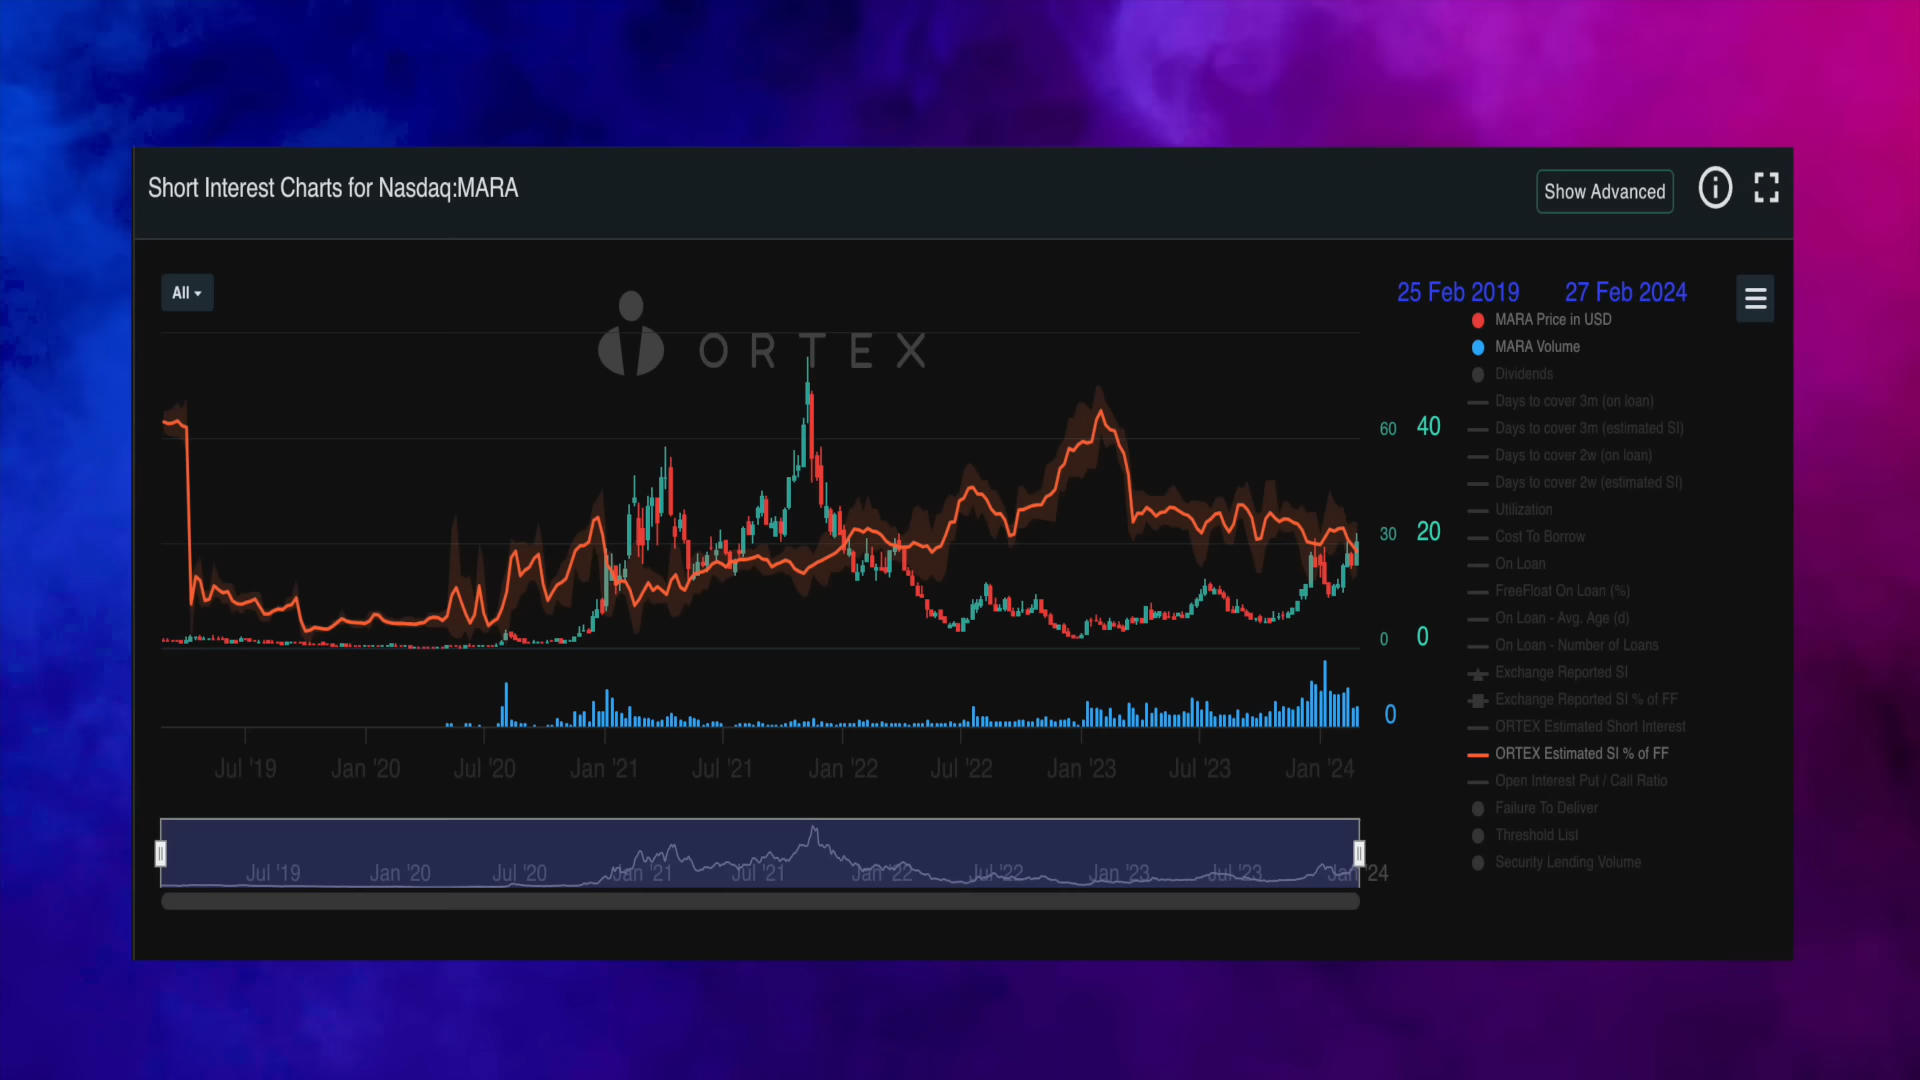 Short Interest Charts for Nasdaq:MARA
Show Advanced
All
25 Feb 2019 27 Feb 2024
ORTEX
MARA Price in USD
MARA Volume
Dividends
Days to cover 3m (on loan)
Days to cover 3m (estimated SI)
Days to cover 2w (on loan)
Days to cover 2w (estimated SI)
Utilization
Cost To Borrow
On Loan
FreeFloat On Loan (%)
On Loan - Avg. Age (d)
On Loan - Number of Loans
Exchange Reported SI
Exchange Reported SI % of FF
ORTEX Estimated Short Interest
ORTEX Estimated SI % of FF
Open Interest Put / Call Ratio
Failure To Deliver
Threshold List
Security Lending Volume
60 40
30 20
0 0
0
Jul '19 Jan '20 Jul '20 Jan '21 Jul '21 Jan '22 Jul '22 Jan '23 Jul '23 Jan '24
Jul '19 Jan '20 Jul '20 Jan '21 Jul '21 Jan '22 Jul '22 Jan '23 Jul '23 Jan '24